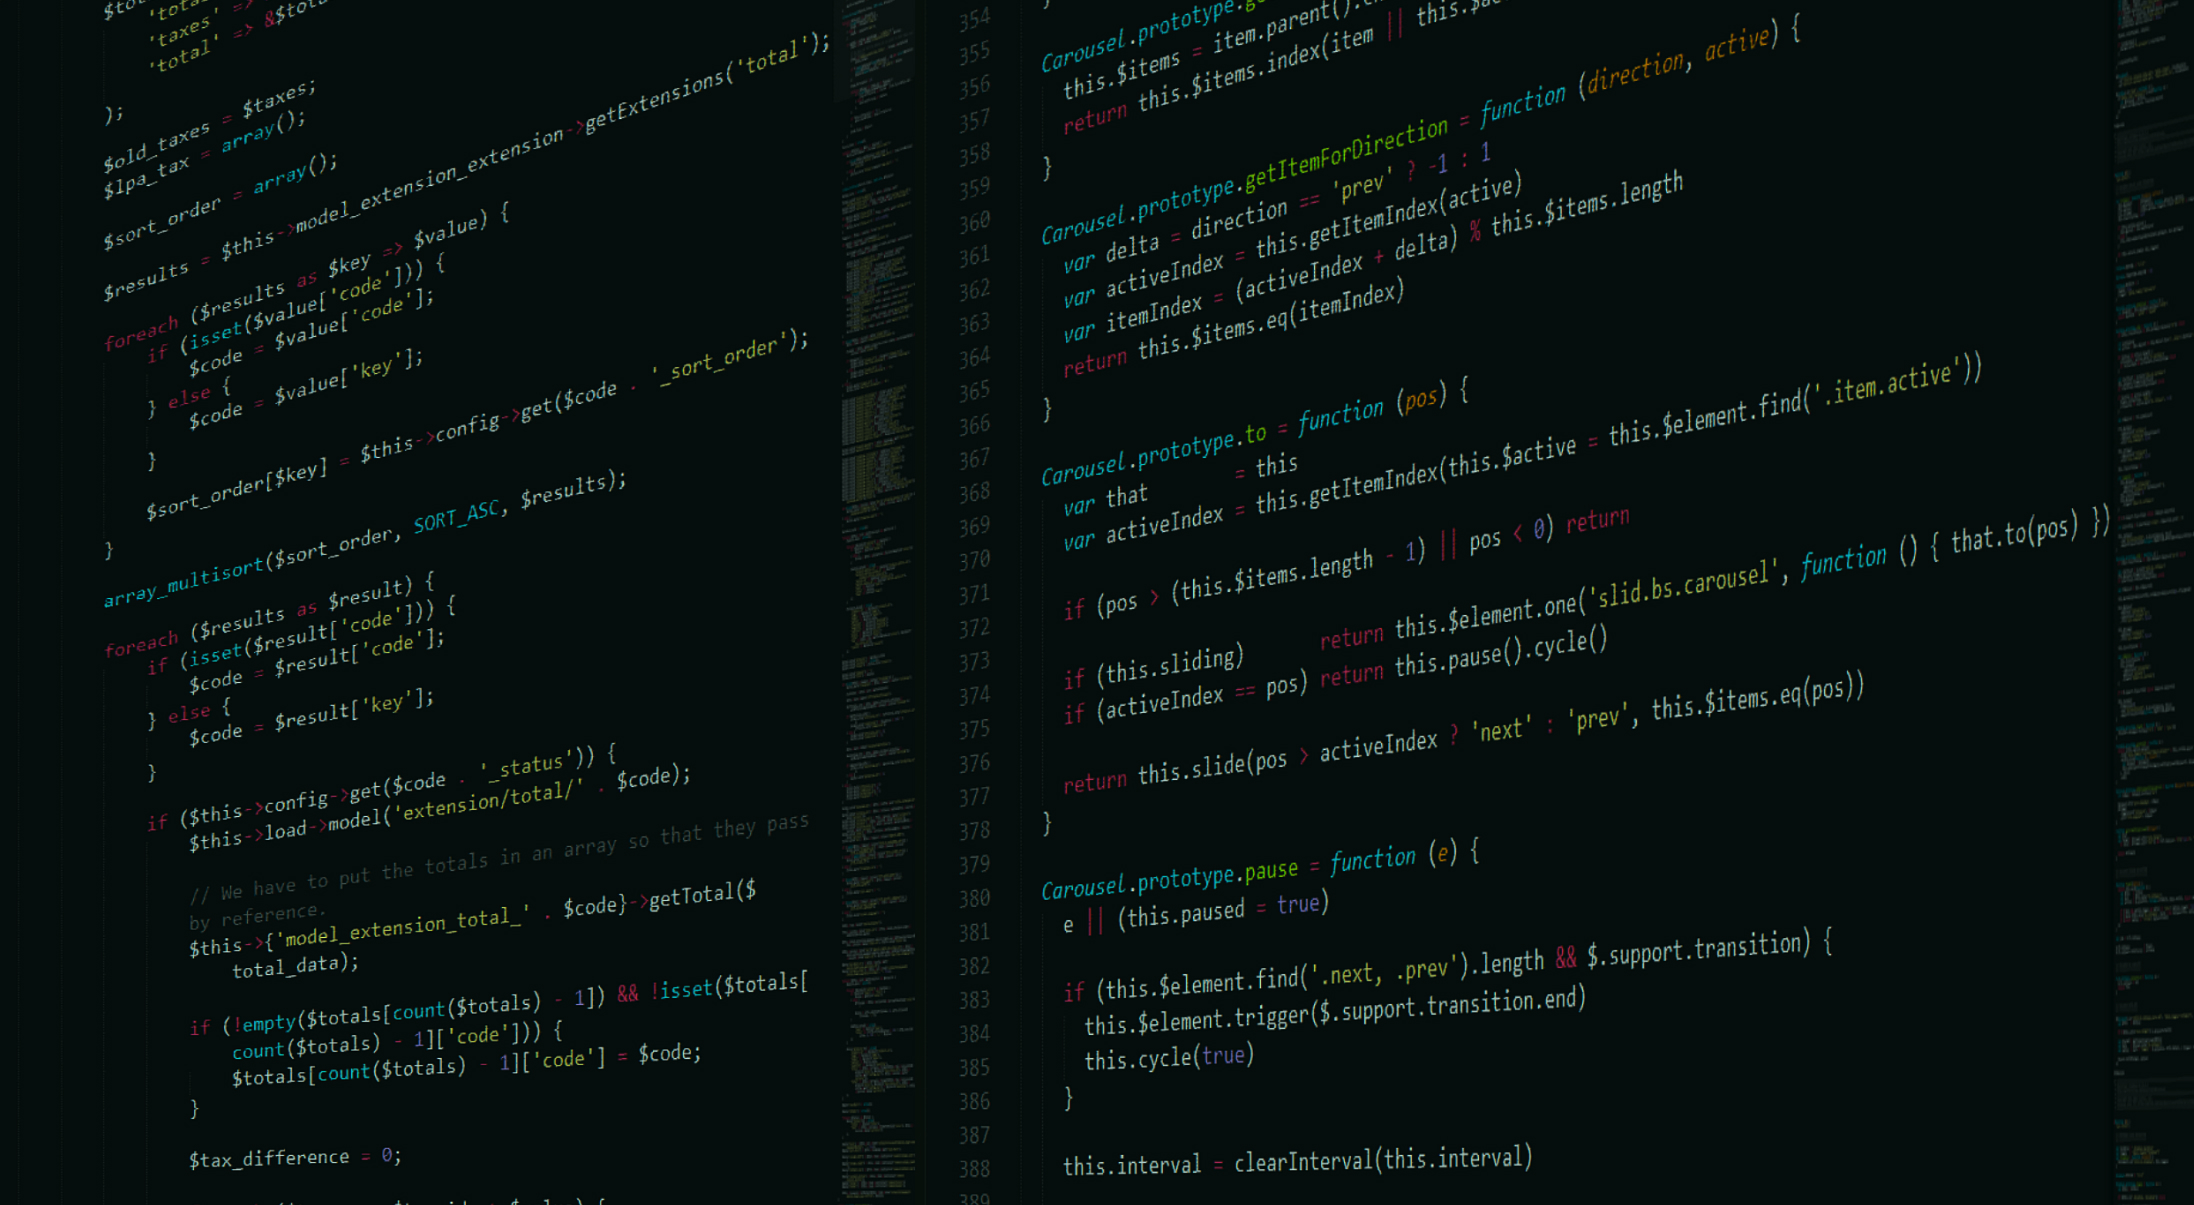 'taxes' =>
'total' => &$tota
);
$old_taxes = $taxes;
$lpa_tax = array();
$sort_order = array();
$results = $this->model_extension_extension->getExtensions('total');
foreach ($results as $key => $value) {
if (isset($value['code'])) {
$code = $value['code'];
} else {
$code = $value['key'];
}
$sort_order[$key] = $this->config->get($code . '_sort_order');
}
array_multisort($sort_order, SORT_ASC, $results);
foreach ($results as $result) {
if (isset($result['code'])) {
$code = $result['code'];
} else {
$code = $result['key'];
}
if ($this->config->get($code . '_status')) {
$this->load->model('extension/total/' . $code);
// We have to put the totals in an array so that they pass
by reference.
$this->{'model_extension_total_' . $code}->getTotal($
total_data);
if (!empty($totals[count($totals) - 1]) && !isset($totals[
count($totals) - 1]['code'])) {
$totals[count($totals) - 1]['code'] = $code;
}
$tax_difference = 0;
354
355
356
357
358
359
360
361
362
363
364
365
366
367
368
369
370
371
372
373
374
375
376
377
378
379
380
381
382
383
384
385
386
387
388
389
Carousel.prototype.g
this.$items = item.parent().
return this.$items.index(item || this.$a
}
Carousel.prototype.getItemForDirection = function (direction, active) {
var delta = direction == 'prev' ? -1 : 1
var activeIndex = this.getItemIndex(active)
var itemIndex = (activeIndex + delta) % this.$items.length
return this.$items.eq(itemIndex)
}
Carousel.prototype.to = function (pos) {
var that = this
var activeIndex = this.getItemIndex(this.$active = this.$element.find('.item.active'))
if (pos > (this.$items.length - 1) || pos < 0) return
if (this.sliding) return this.$element.one('slid.bs.carousel', function () { that.to(pos) })
if (activeIndex == pos) return this.pause().cycle()
return this.slide(pos > activeIndex ? 'next' : 'prev', this.$items.eq(pos))
}
Carousel.prototype.pause = function (e) {
e || (this.paused = true)
if (this.$element.find('.next, .prev').length && $.support.transition) {
this.$element.trigger($.support.transition.end)
this.cycle(true)
}
this.interval = clearInterval(this.interval)